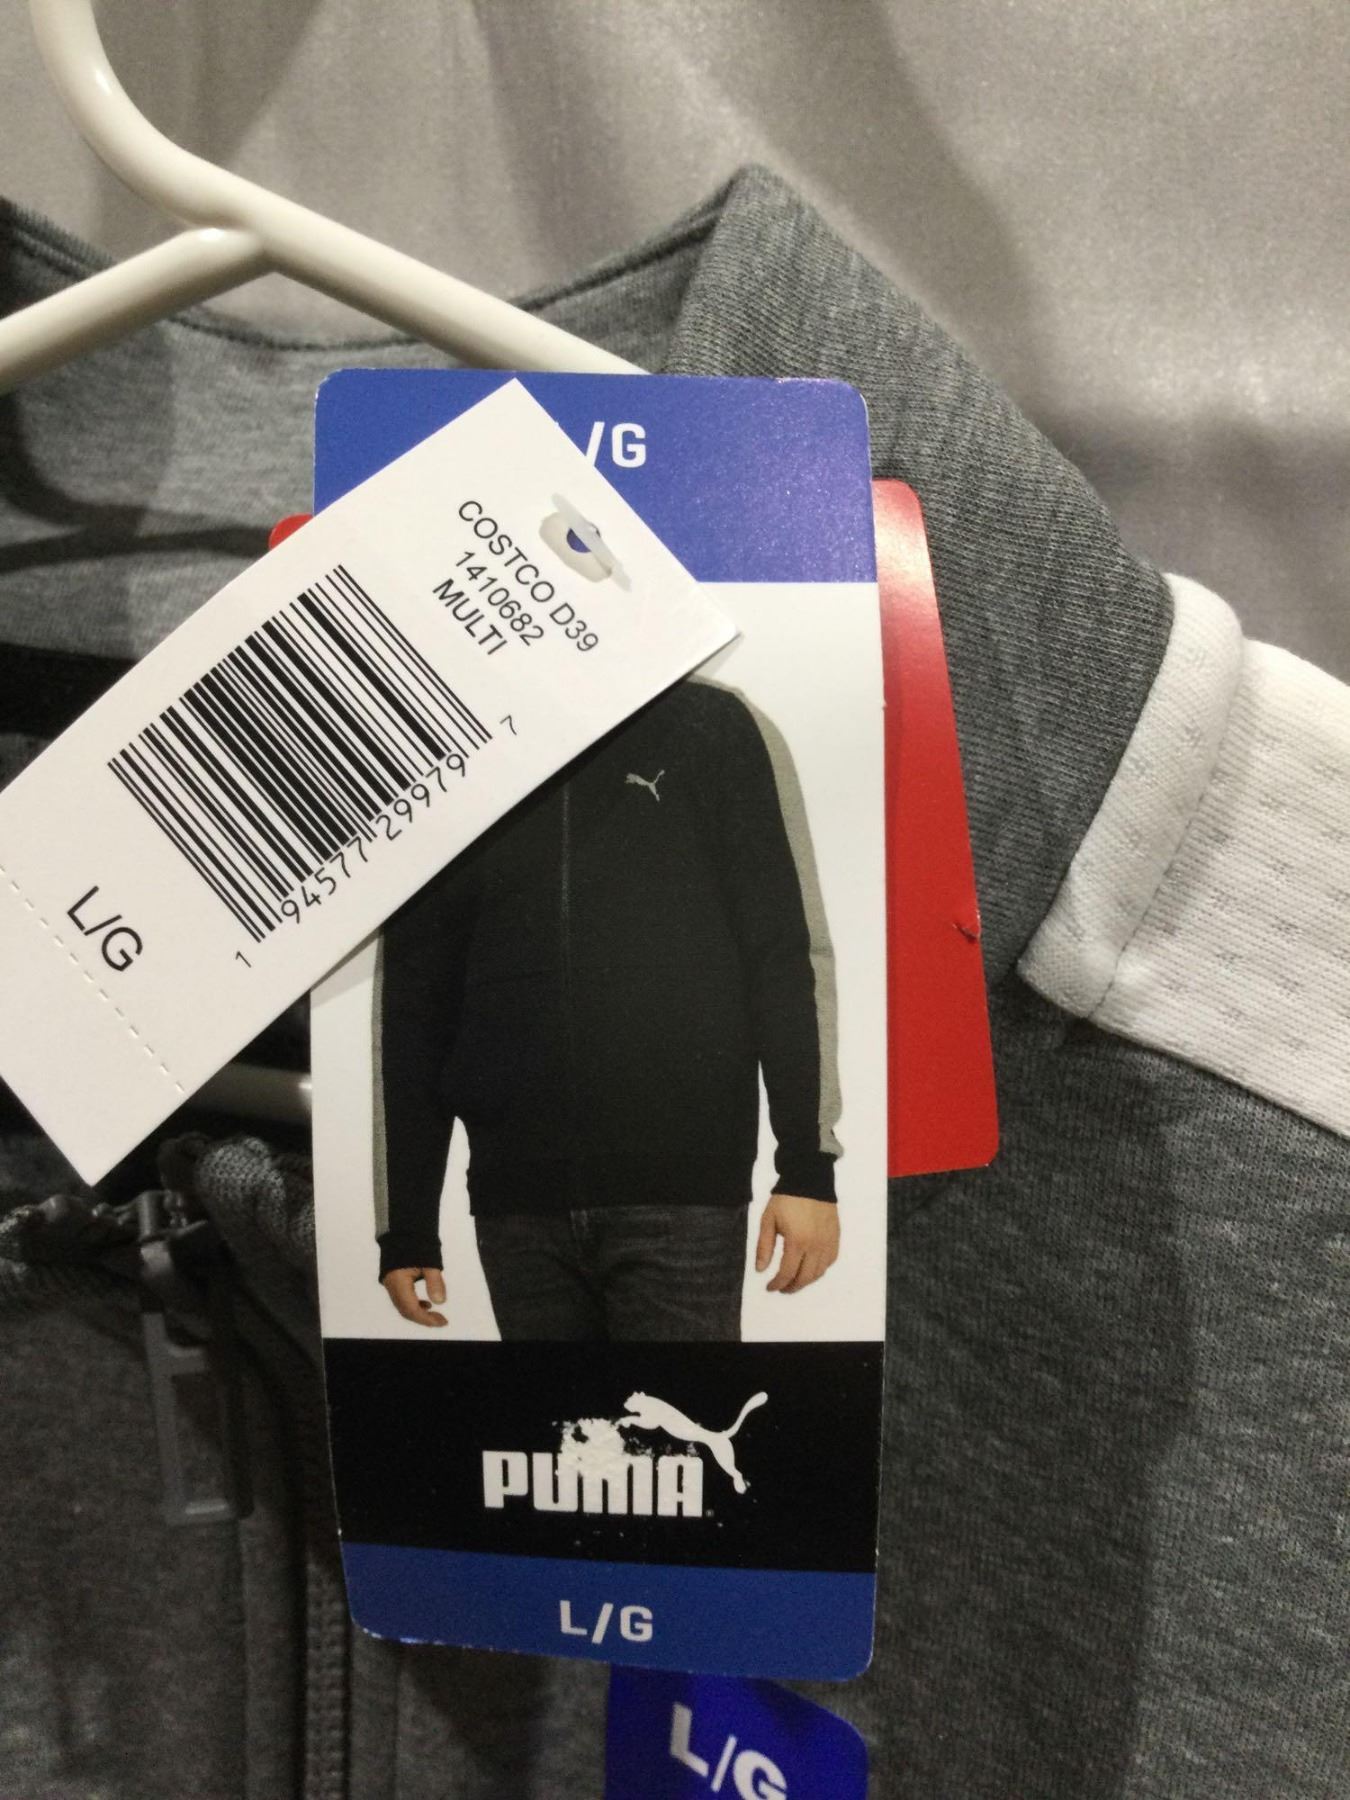 /G
COSTCO D39
1410682
MULTI
1 94577 29979 7
L/G
PUMA
L/G
L/G